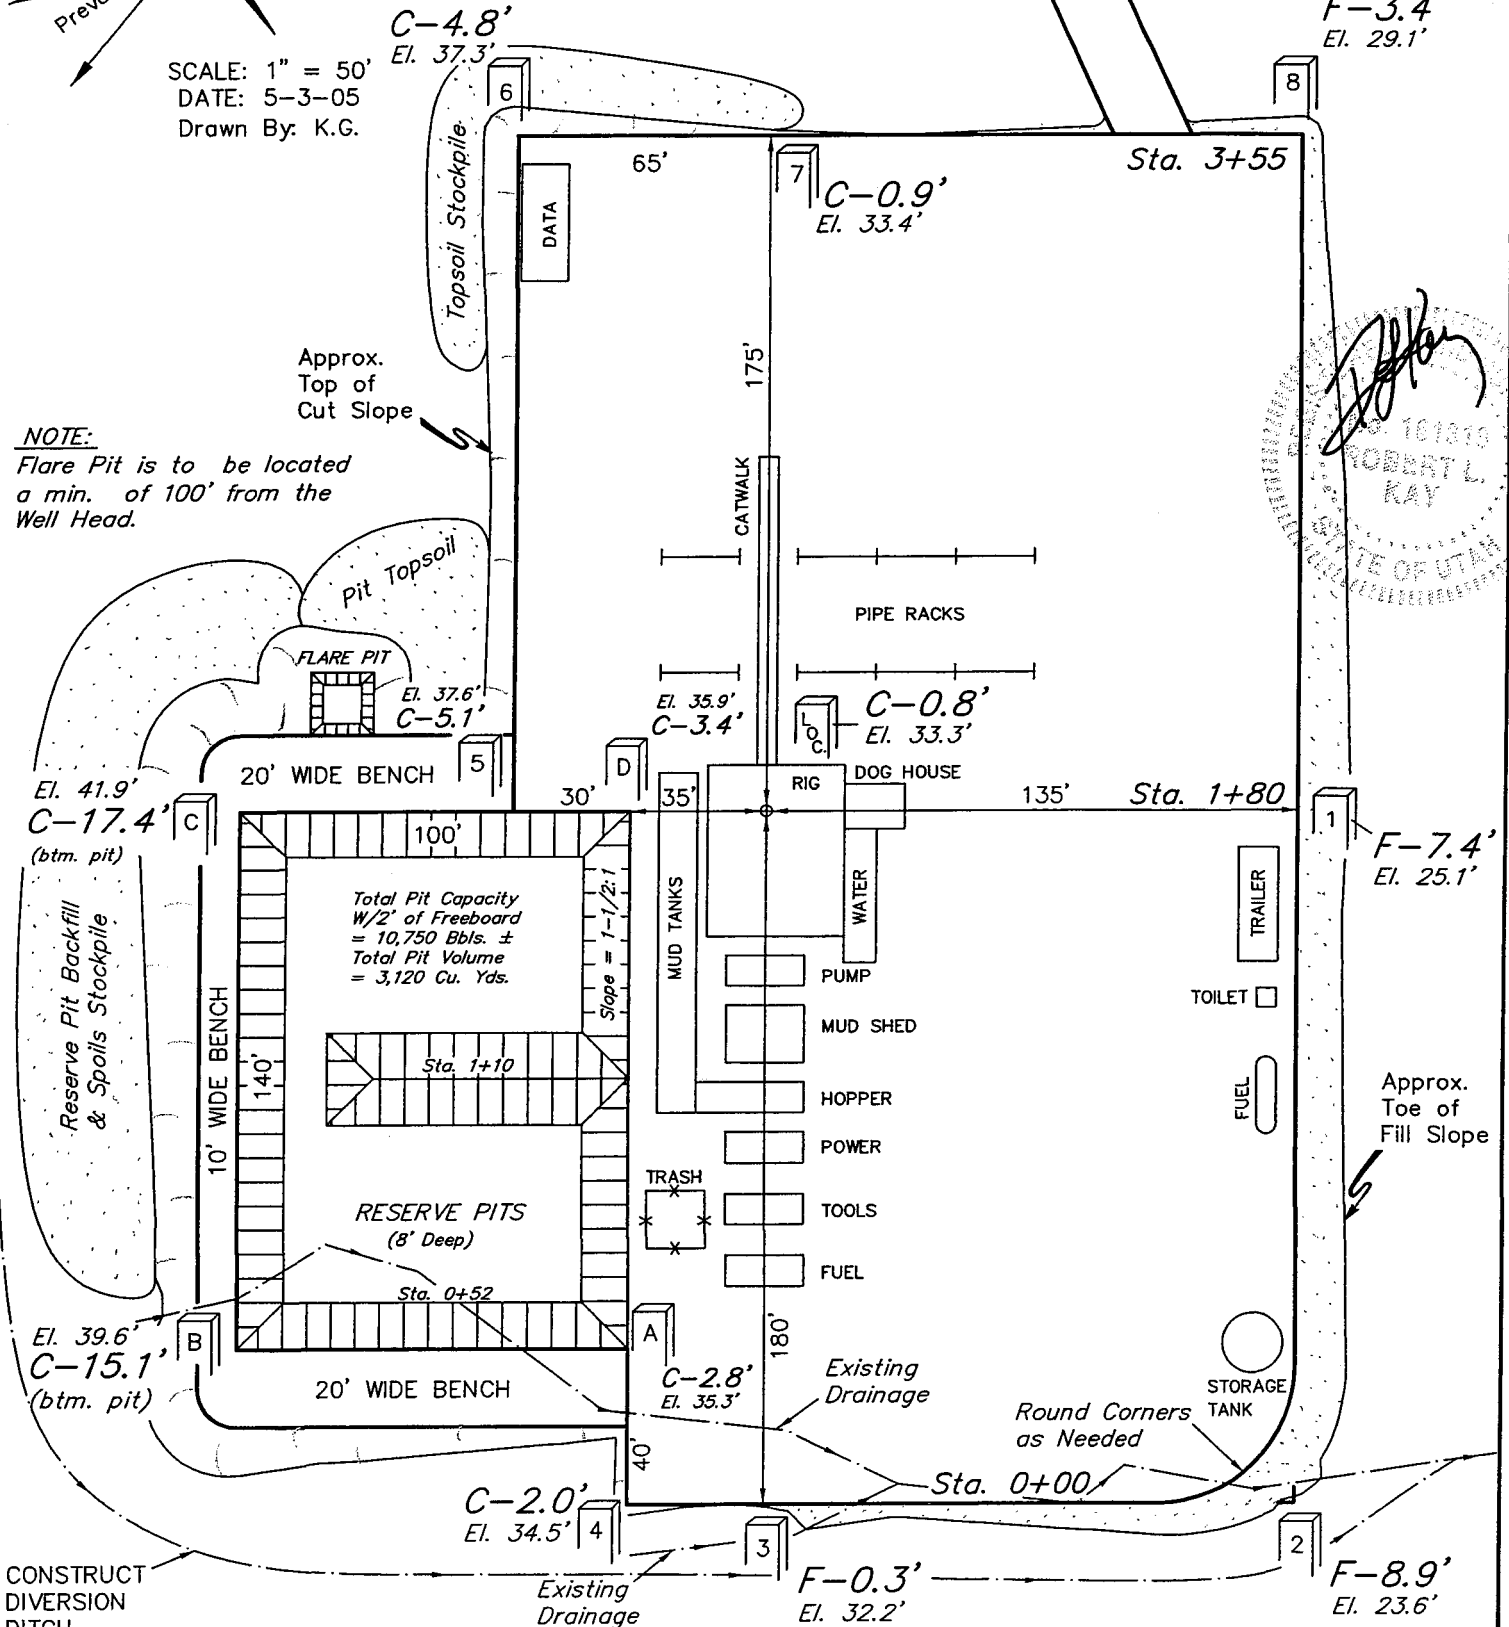 Preva
C-4.8'
El. 37.3'
F-3.4
El. 29.1'
SCALE: 1" = 50'
DATE: 5-3-05
Drawn By: K.G.
6
8
65'
Sta. 3+55
7
C-0.9'
El. 33.4'
DATA
Topsoil Stockpile
175'
Approx.
Top of
Cut Slope
NOTE:
Flare Pit is to be located
a min. of 100' from the
Well Head.
ROBERT L.
KAY
STATE OF UTAH
CATWALK
Pit Topsoil
PIPE RACKS
FLARE PIT
El. 37.6'
C-5.1'
El. 35.9'
C-3.4'
LOC.
C-0.8'
El. 33.3'
5
D
20' WIDE BENCH
RIG
DOG HOUSE
El. 41.9'
C-17.4'
(btm. pit)
C
30'
35'
135'
Sta. 1+80
1
F-7.4'
El. 25.1'
100'
Total Pit Capacity
W/2' of Freeboard
= 10,750 Bbls. ±
Total Pit Volume
= 3,120 Cu. Yds.
Slope = 1-1/2:1
MUD TANKS
WATER
TRAILER
Reserve Pit Backfill
& Spoils Stockpile
10' WIDE BENCH
140'
PUMP
TOILET
MUD SHED
Sta. 1+10
HOPPER
FUEL
Approx.
Toe of
Fill Slope
POWER
TRASH
TOOLS
RESERVE PITS
(8' Deep)
FUEL
Sta. 0+52
El. 39.6'
C-15.1'
(btm. pit)
B
A
C-2.8'
El. 35.3'
180'
20' WIDE BENCH
Existing
Drainage
STORAGE
TANK
Round Corners
as Needed
40'
Sta. 0+00
C-2.0'
El. 34.5'
4
3
2
F-0.3'
El. 32.2'
F-8.9'
El. 23.6'
Existing
Drainage
CONSTRUCT
DIVERSION
DITCH